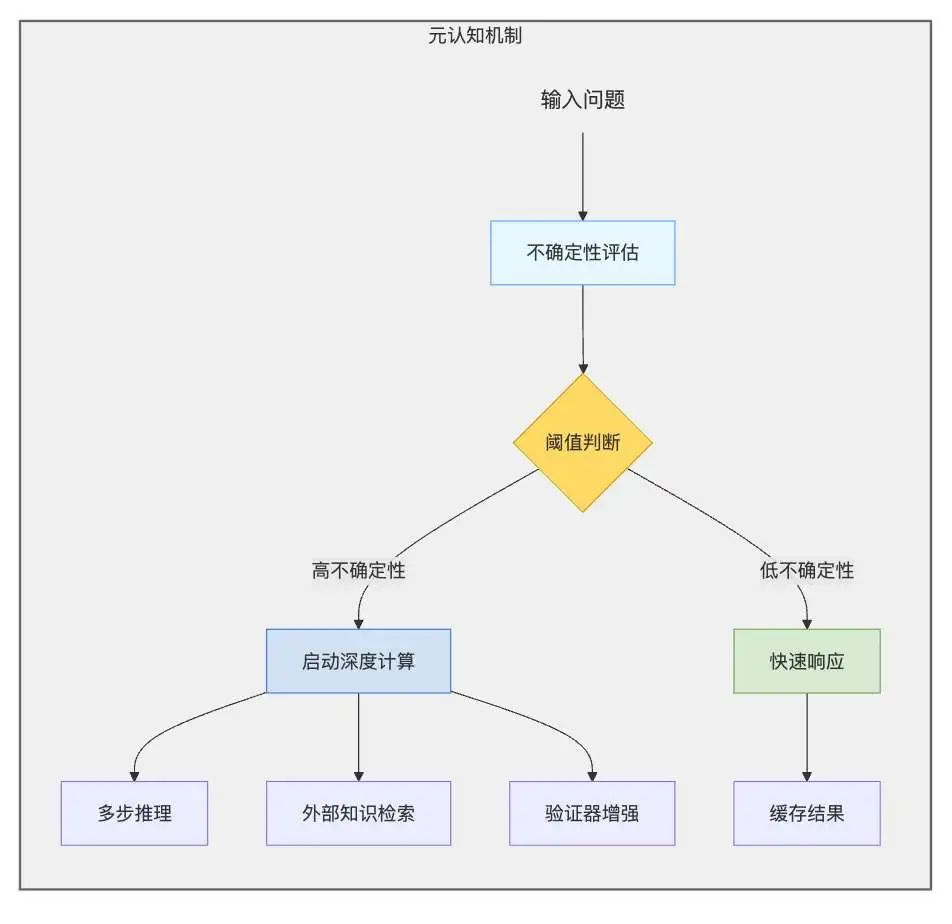 元认知机制
输入问题
不确定性评估
阈值判断
高不确定性
低不确定性
启动深度计算
快速响应
多步推理
外部知识检索
验证器增强
缓存结果